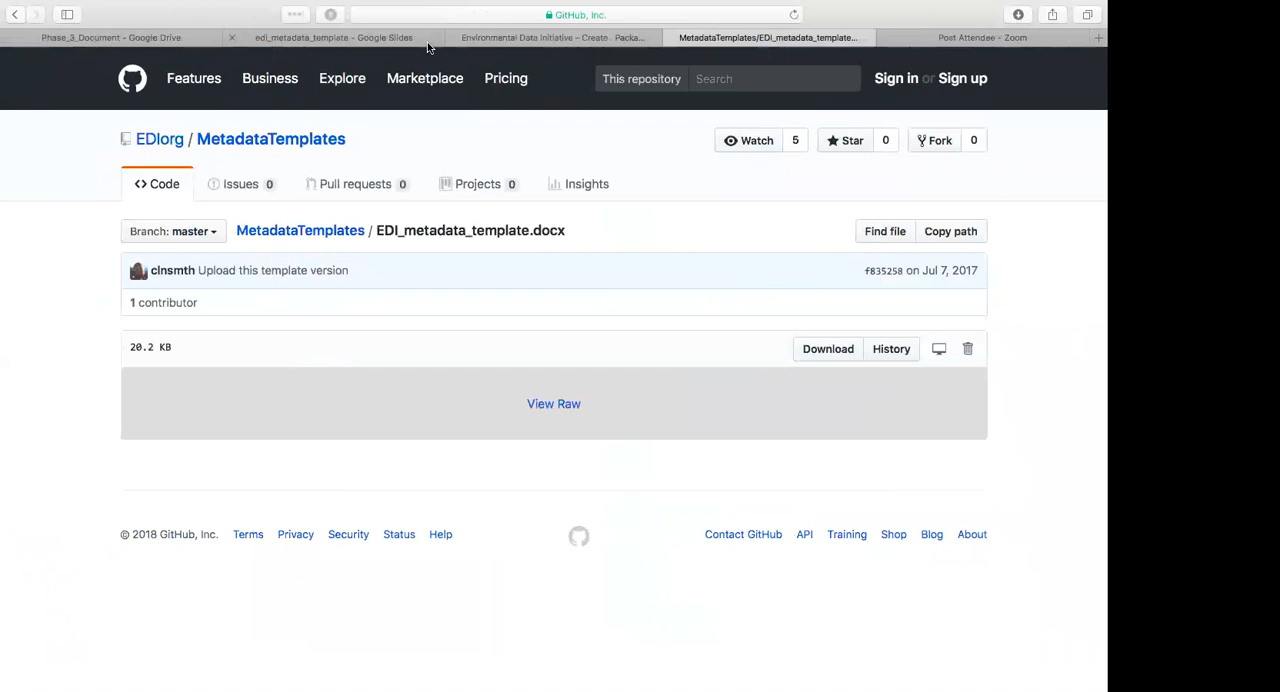 GitHub, Inc.
Phase_3_Document - Google Drive
edi_metadata_template - Google Slides
Environmental Data Initiative – Create . Packa...
MetadataTemplates/EDI_metadata_template...
Post Attendee - Zoom
Features Business Explore Marketplace Pricing
This repository Search
Sign in or Sign up
EDIorg / MetadataTemplates
Watch 5 Star 0 Fork 0
Code Issues 0 Pull requests 0 Projects 0 Insights
Branch: master MetadataTemplates / EDI_metadata_template.docx Find file Copy path
clnsmth Upload this template version f835258 on Jul 7, 2017
1 contributor
20.2 KB Download History
View Raw
© 2018 GitHub, Inc. Terms Privacy Security Status Help Contact GitHub API Training Shop Blog About